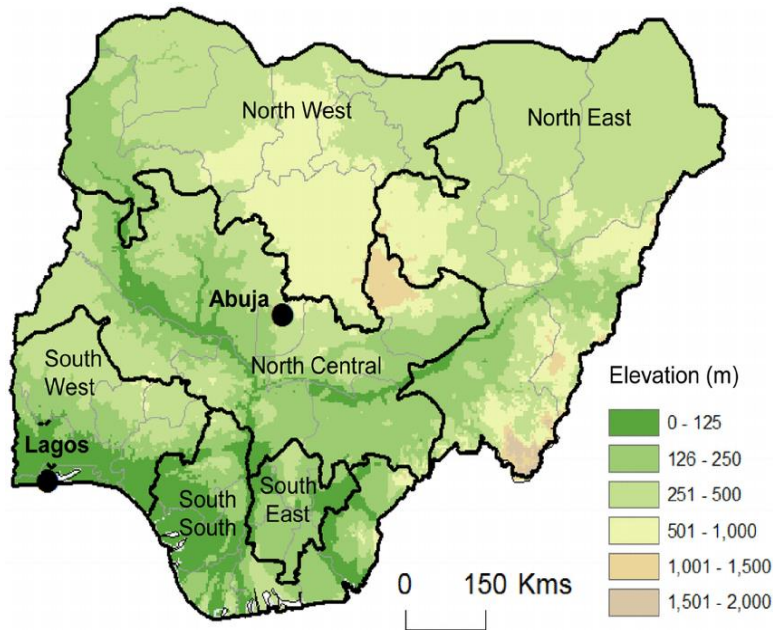 North West
North East
Abuja
North Central
South
West
Lagos
South
South
South
East
Elevation (m)
0 - 125
126 - 250
251 - 500
501 - 1,000
1,001 - 1,500
1,501 - 2,000
0 150 Kms